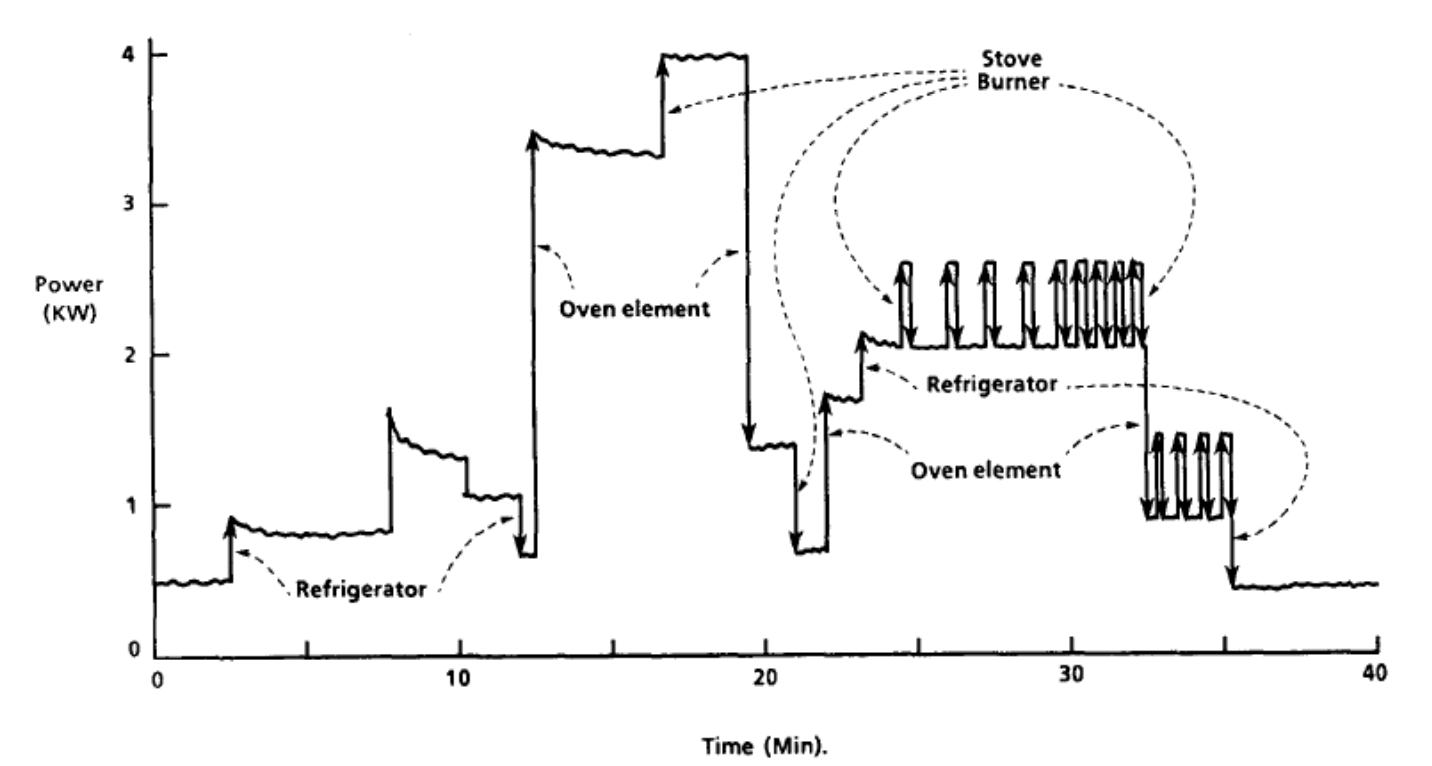 4
Stove
Burner
3
Power
(KW)
Oven element
2
Refrigerator
Oven element
1
Refrigerator
0
0 10 20 30 40
Time (Min).